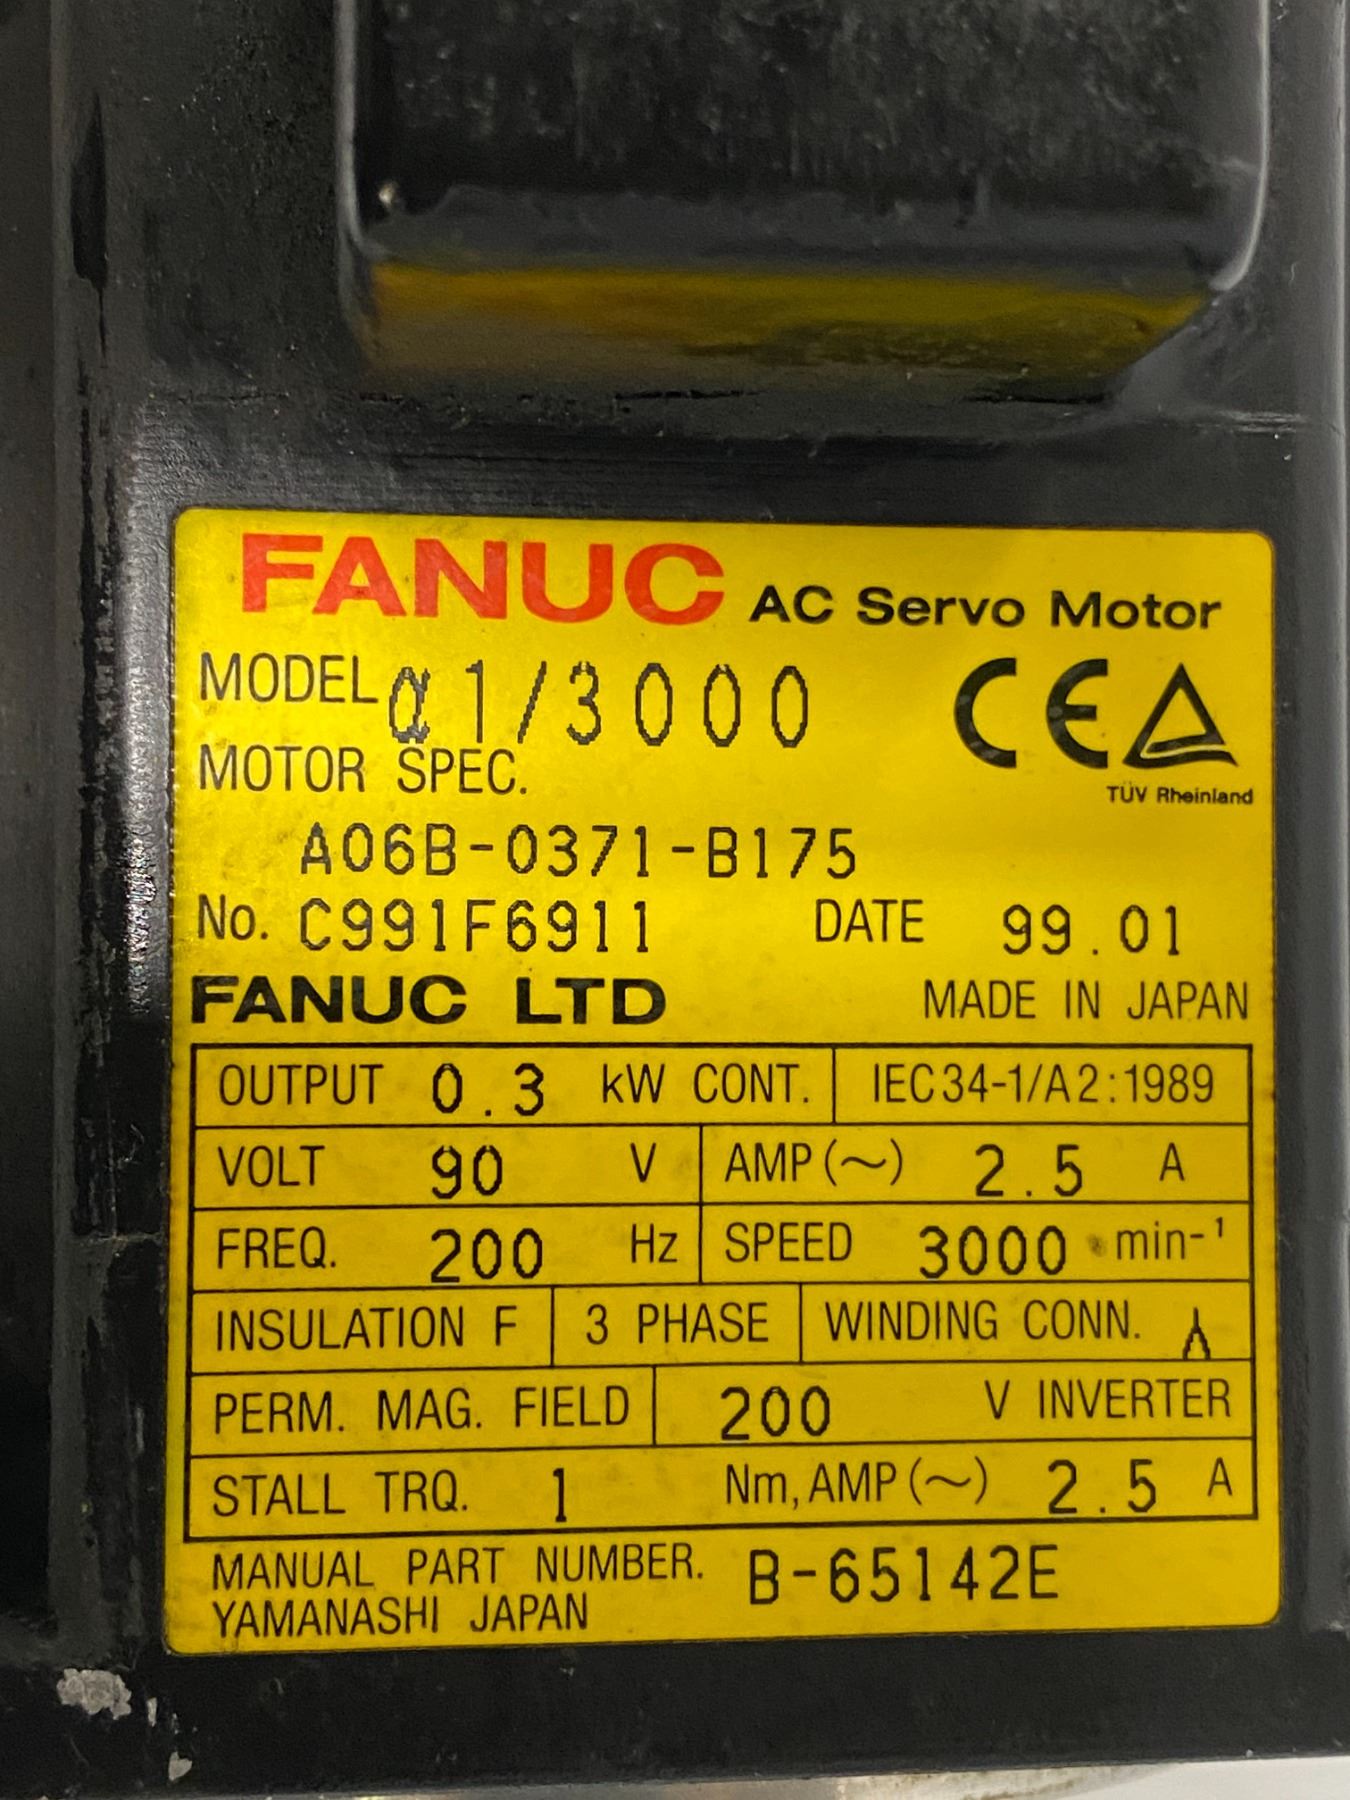 FANUC AC Servo Motor
MODEL α1/3000 CE
TÜV Rheinland
MOTOR SPEC.
A06B-0371-B175
No. C991F6911 DATE 99.01
FANUC LTD MADE IN JAPAN
OUTPUT 0.3 kW CONT. IEC34-1/A2:1989
VOLT 90 V AMP(~) 2.5 A
FREQ. 200 Hz SPEED 3000 min-¹
INSULATION F 3 PHASE WINDING CONN. ⅄
PERM. MAG. FIELD 200 V INVERTER
STALL TRQ. 1 Nm, AMP(~) 2.5 A
MANUAL PART NUMBER. B-65142E
YAMANASHI JAPAN